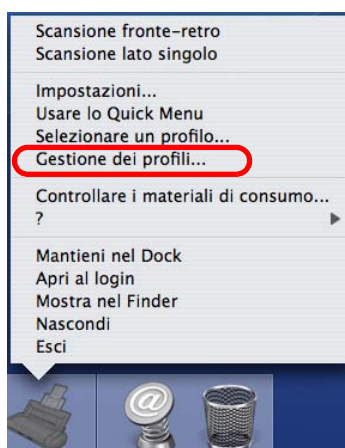 Scansione fronte-retro
Scansione lato singolo
Impostazioni...
Usare lo Quick Menu
Selezionare un profilo...
Gestione dei profili...
Controllare i materiali di consumo...
?
Mantieni nel Dock
Apri al login
Mostra nel Finder
Nascondi
Esci
@